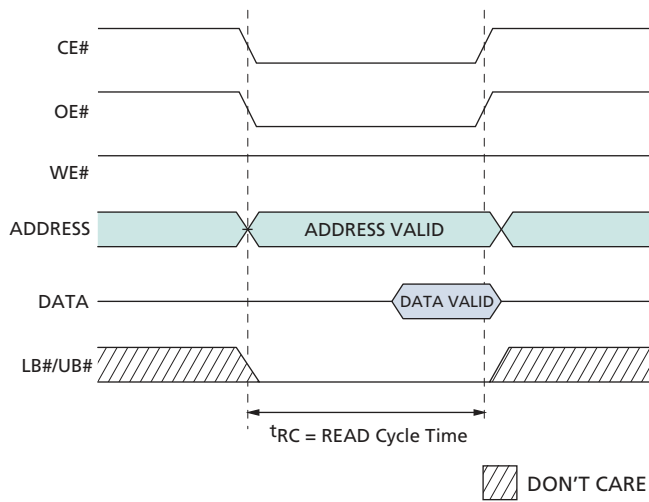 CE#
OE#
WE#
ADDRESS
ADDRESS VALID
DATA
DATA VALID
LB#/UB#
tRC = READ Cycle Time
DON'T CARE